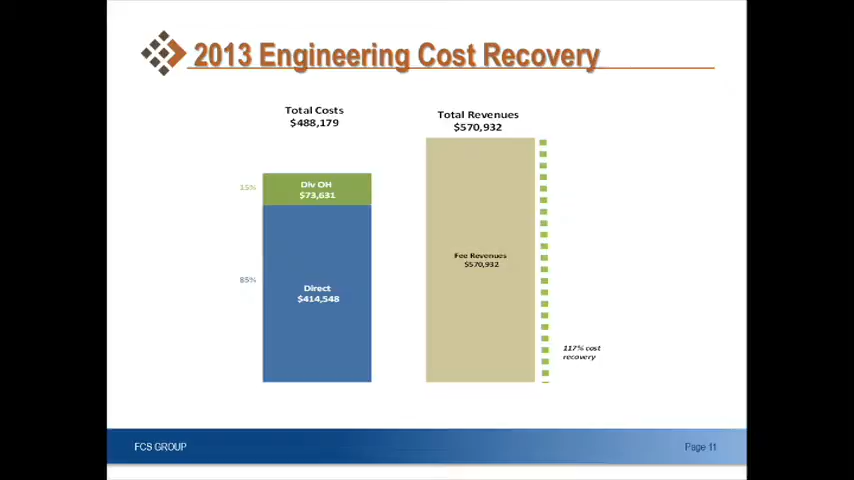 2013 Engineering Cost Recovery
Total Costs
$488,179
Total Revenues
$570,932
15%
Div OH
$73,631
85%
Direct
$414,548
Fee Revenues
$570,932
117% cost
recovery
FCS GROUP
Page 11